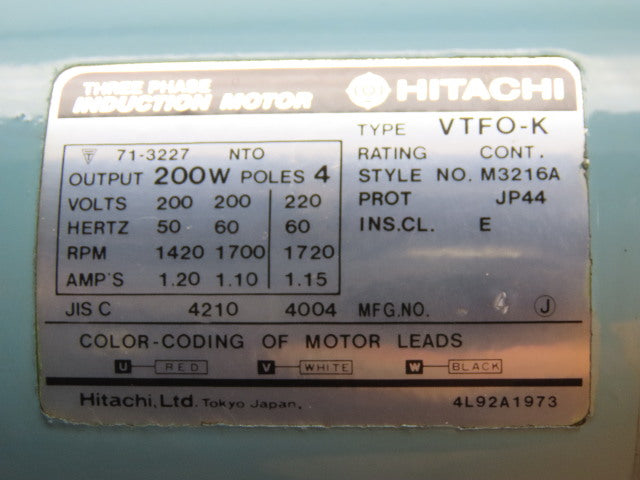 THREE PHASE
INDUCTION MOTOR
HITACHI
TYPE VTFO-K
71-3227 NTO
RATING CONT.
OUTPUT 200W POLES 4
STYLE NO. M3216A
VOLTS 200 200 220
PROT JP44
HERTZ 50 60 60
INS.CL. E
RPM 1420 1700 1720
AMP'S 1.20 1.10 1.15
JIS C 4210 4004
MFG.NO. 4 J
COLOR-CODING OF MOTOR LEADS
U RED V WHITE W BLACK
Hitachi, Ltd. Tokyo Japan.
4L92A1973